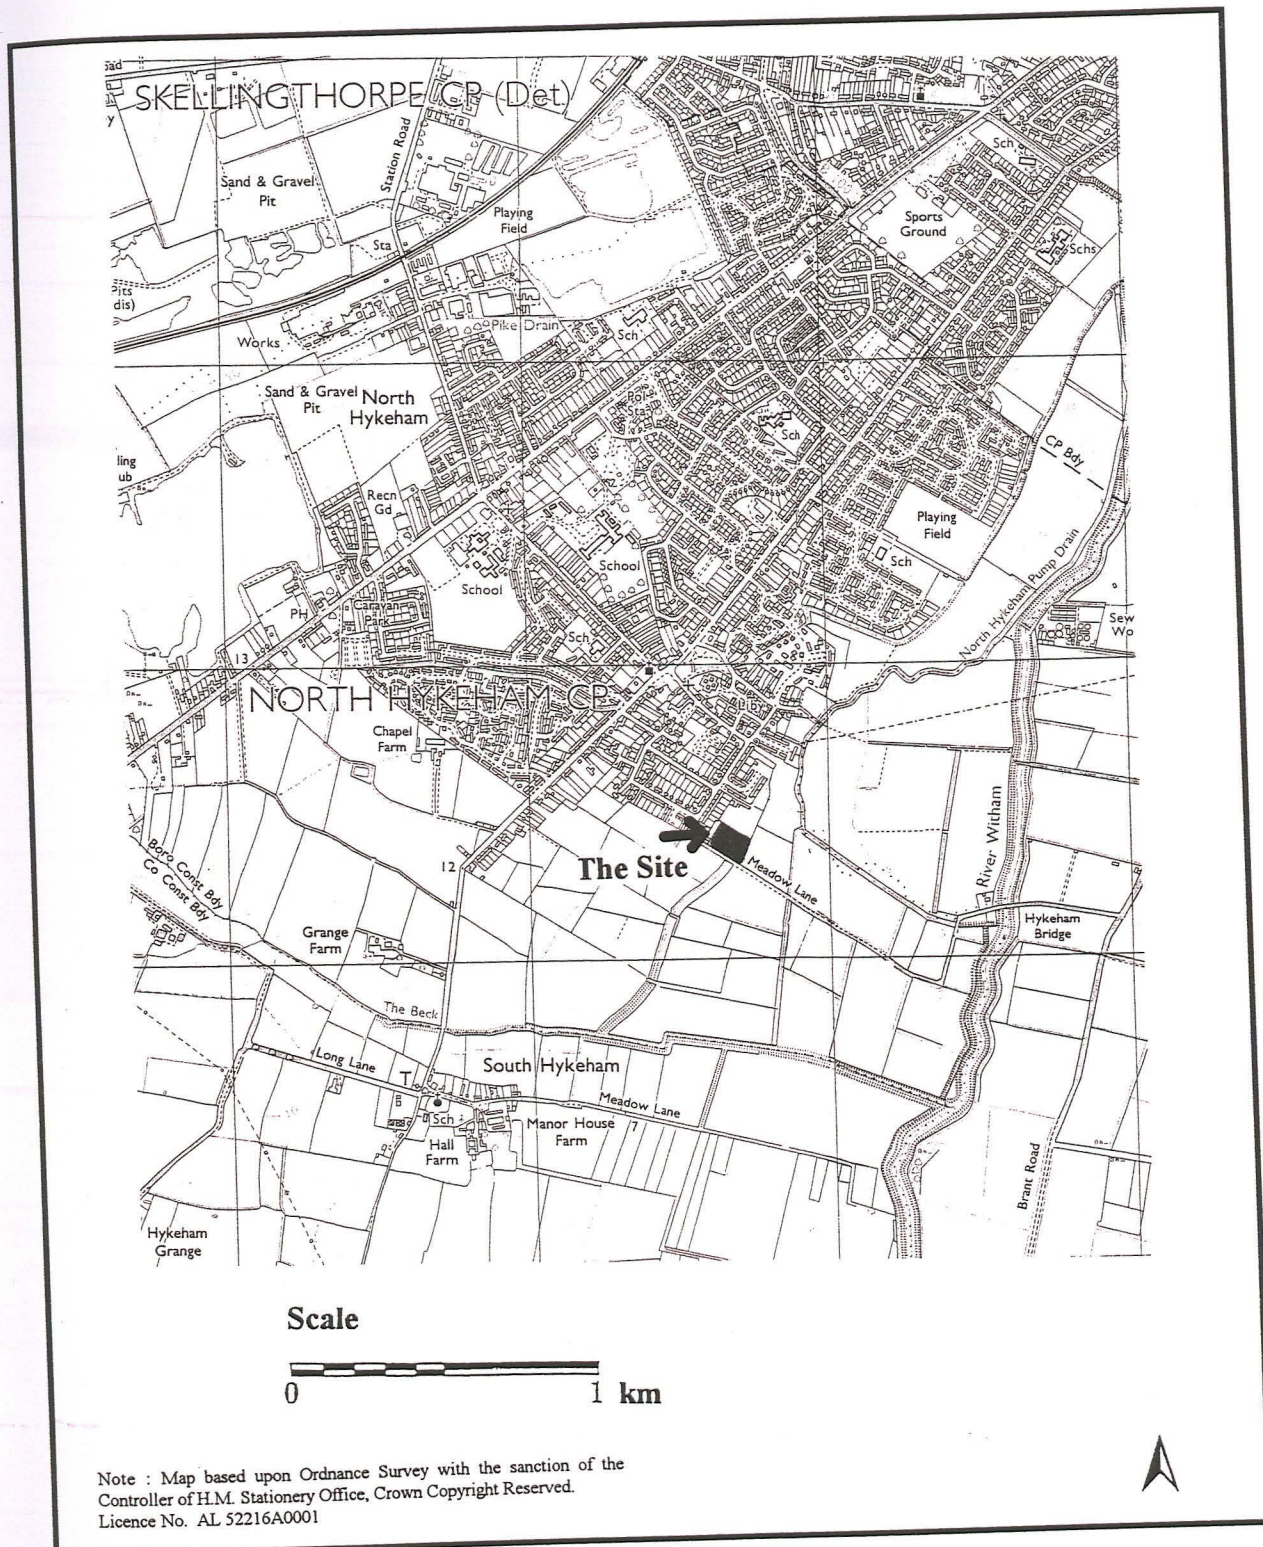 SKELLINGTHORPE CP (Det)
Station Road
Sand & Gravel
Pit
Playing
Field
Sta
Sch
Sports
Ground
Schs
Pits
(dis)
Works
Pike Drain
Sch
Sand & Gravel
Pit
North
Hykeham
Pol
Sta
Sch
CP Bdy
Recn
Gd
Playing
Field
School
School
Sch
North Hykeham Pump Drain
PH
Caravan
Park
Sch
Sew
Wo
13
NORTH HYKEHAM CP
Chapel
Farm
River Witham
The Site
Meadow Lane
12
Boro Const Bdy
Co Const Bdy
Grange
Farm
Hykeham
Bridge
The Beck
Long Lane
South Hykeham
T
Meadow Lane
Sch
Manor House
Farm
7
Hall
Farm
Brant Road
Hykeham
Grange
Scale
0 1 km
Note : Map based upon Ordnance Survey with the sanction of the
Controller of H.M. Stationery Office, Crown Copyright Reserved.
Licence No. AL 52216A0001